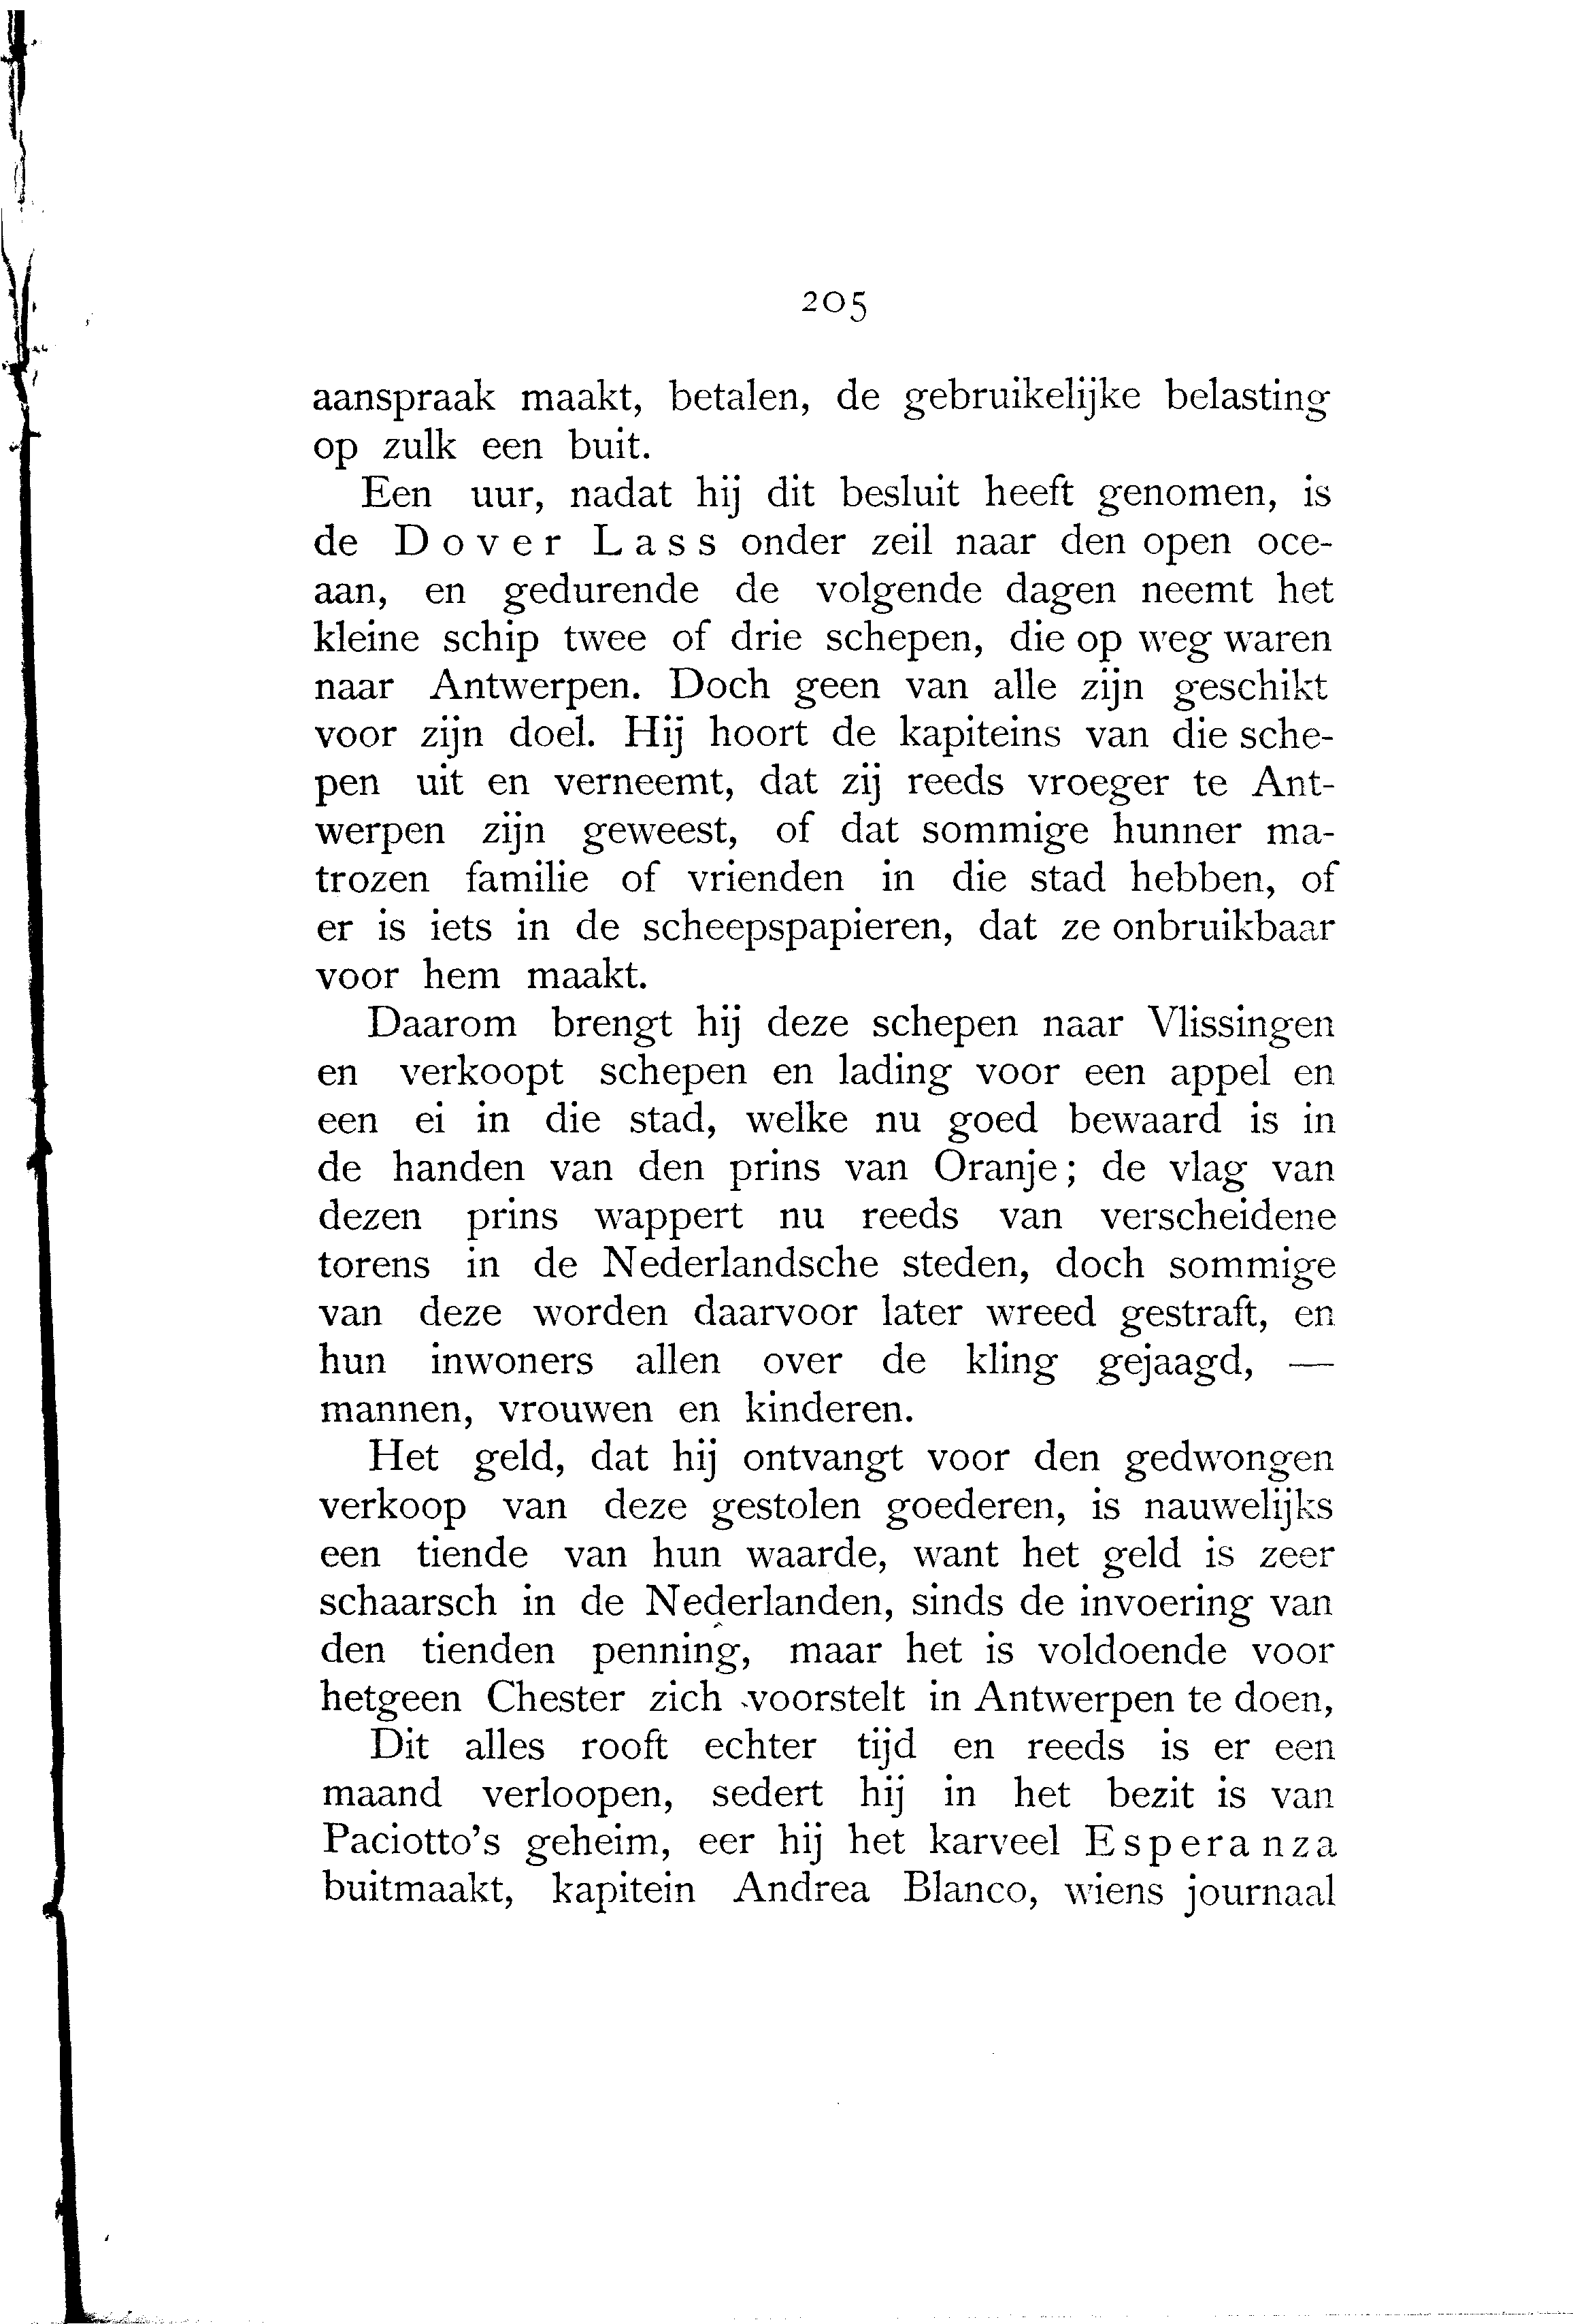 205
aanspraak maakt, betalen, de gebruikelijke belasting
op zulk een buit.
Een uur, nadat hij dit besluit heeft genomen, is
de Dover Lass onder zeil naar den open oce-
aan, en gedurende de volgende dagen neemt het
kleine schip twee of drie schepen, die op weg waren
naar Antwerpen. Doch geen van alle zijn geschikt
voor zijn doel. Hij hoort de kapiteins van die sche-
pen uit en verneemt, dat zij reeds vroeger te Ant-
werpen zijn geweest, of dat sommige hunner ma-
trozen familie of vrienden in die stad hebben, of
er is iets in de scheepspapieren, dat ze onbruikbaar
voor hem maakt.
Daarom brengt hij deze schepen naar Vlissingen
en verkoopt schepen en lading voor een appel en
een ei in die stad, welke nu goed bewaard is in
de handen van den prins van Oranje; de vlag van
dezen prins wappert nu reeds van verscheidene
torens in de Nederlandsche steden, doch sommige
van deze worden daarvoor later wreed gestraft, en
hun inwoners allen over de kling gejaagd, —
mannen, vrouwen en kinderen.
Het geld, dat hij ontvangt voor den gedwongen
verkoop van deze gestolen goederen, is nauwelijks
een tiende van hun waarde, want het geld is zeer
schaarsch in de Nederlanden, sinds de invoering van
den tienden penning, maar het is voldoende voor
hetgeen Chester zich voorstelt in Antwerpen te doen,
Dit alles rooft echter tijd en reeds is er een
maand verloopen, sedert hij in het bezit is van
Paciotto's geheim, eer hij het karveel Esperanza
buitmaakt, kapitein Andrea Blanco, wiens journaal